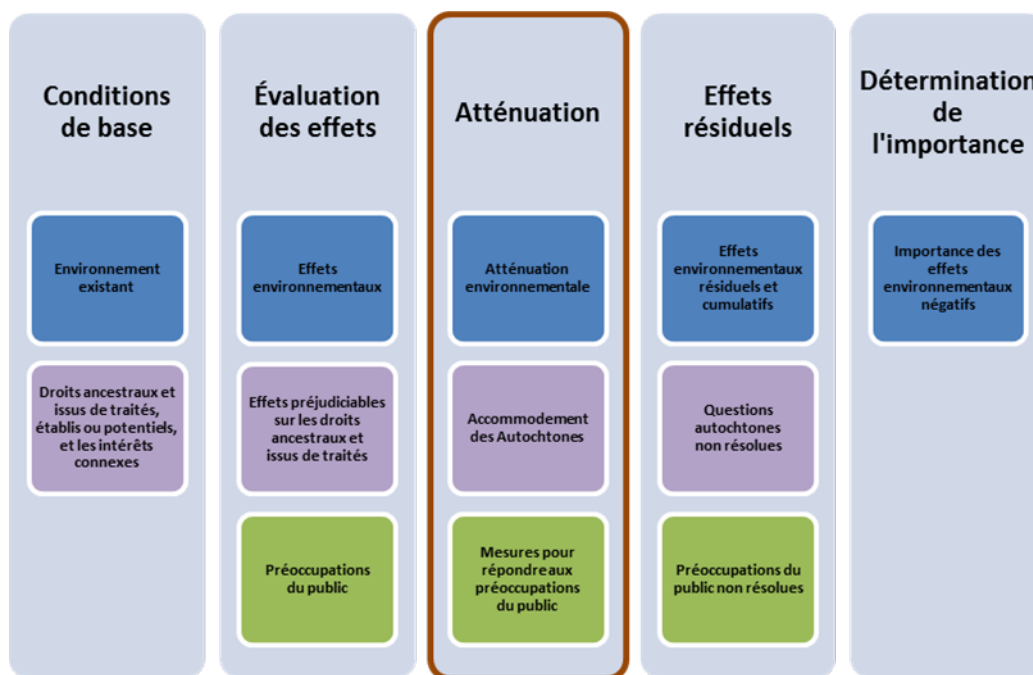 Conditions
de base
Environnement
existant
Droits ancestraux et
issus de traités,
établis ou potentiels,
et les intérêts
connexes
Évaluation
des effets
Effets
environnementaux
Effets préjudiciables
sur les droits
ancestraux et
issus de traités
Préoccupations
du public
Atténuation
Atténuation
environnementale
Accommodement
des Autochtones
Mesures pour
répondre aux
préoccupations
du public
Effets
résiduels
Effets
environnementaux
résiduels et
cumulatifs
Questions
autochtones
non résolues
Préoccupations du
public non résolues
Détermination
de
l'importance
Importance des
effets
environnementaux
négatifs